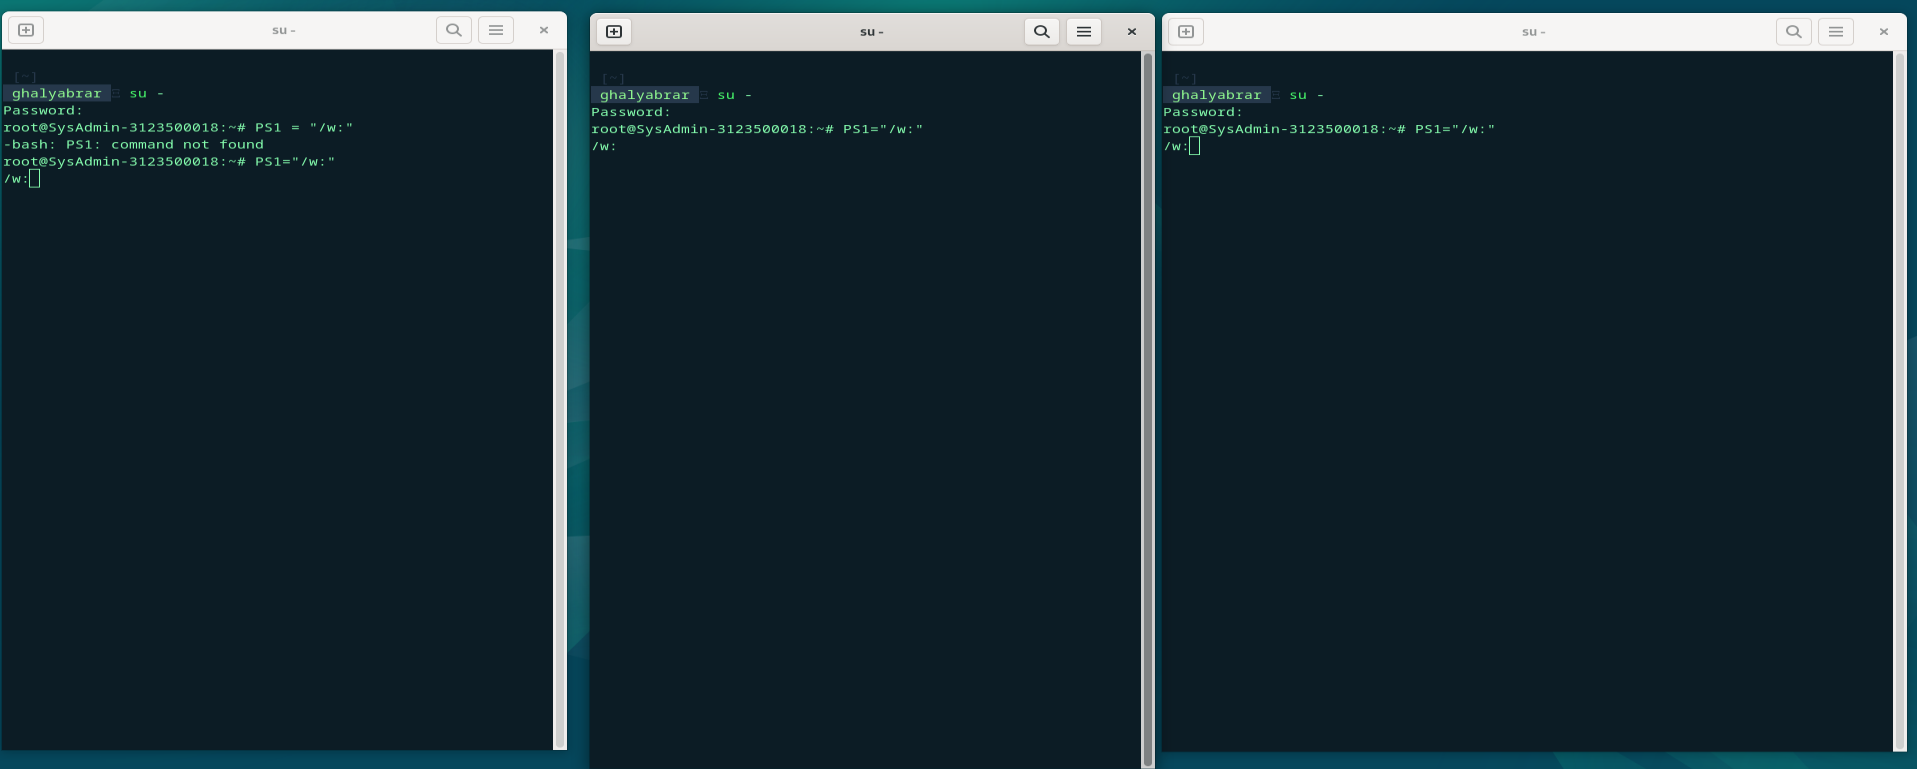 su -
[~]
ghalyabrar su -
Password:
root@SysAdmin-3123500018:~# PS1 = "/w:"
-bash: PS1: command not found
root@SysAdmin-3123500018:~# PS1="/w:"
/w:
su -
[~]
ghalyabrar su -
Password:
root@SysAdmin-3123500018:~# PS1="/w:"
/w:
su -
[~]
ghalyabrar su -
Password:
root@SysAdmin-3123500018:~# PS1="/w:"
/w: